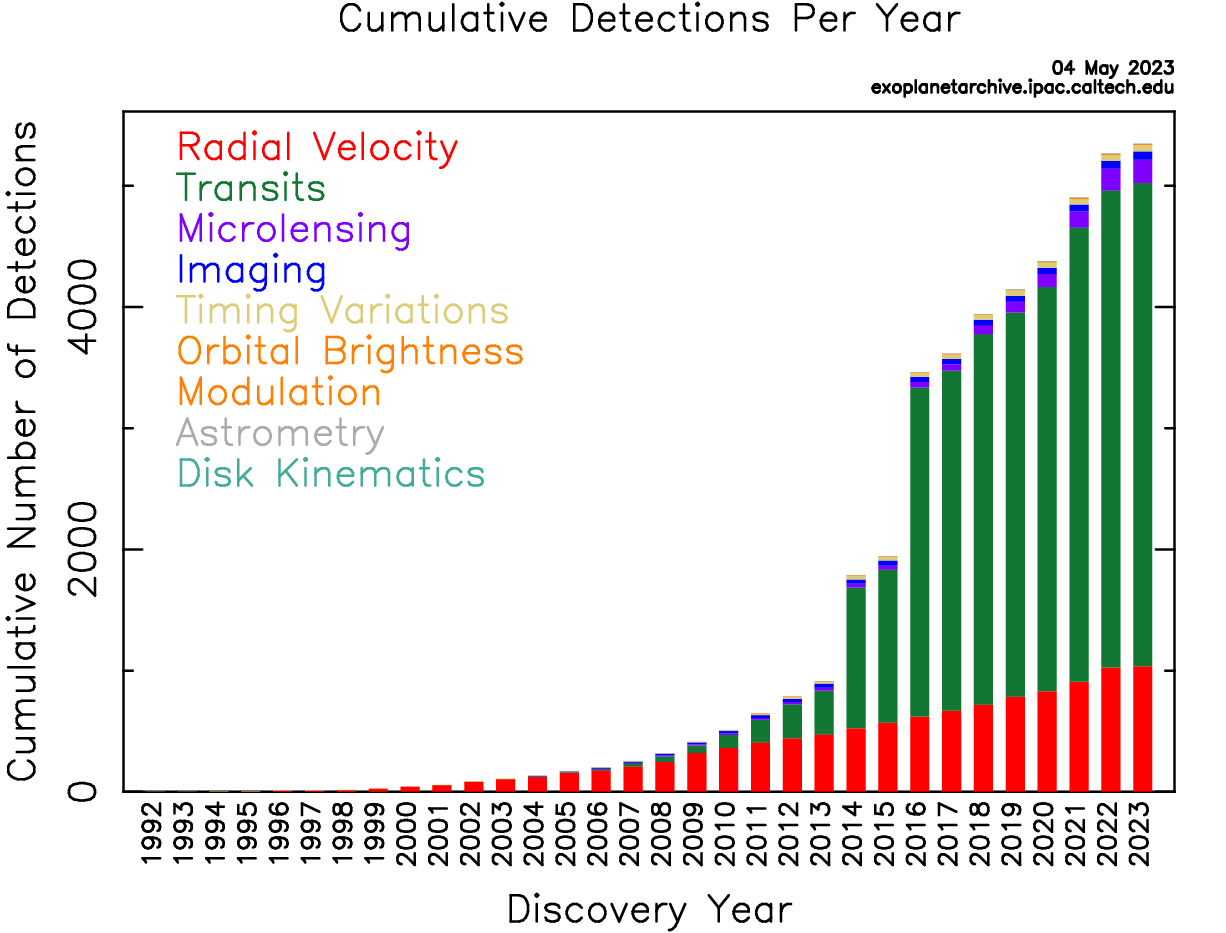 Cumulative Detections Per Year
04 May 2023
exoplanetarchive.ipac.caltech.edu
Cumulative Number of Detections
4000
2000
0
Radial Velocity
Transits
Microlensing
Imaging
Timing Variations
Orbital Brightness
Modulation
Astrometry
Disk Kinematics
1992 1993 1994 1995 1996 1997 1998 1999 2000 2001 2002 2003 2004 2005 2006 2007 2008 2009 2010 2011 2012 2013 2014 2015 2016 2017 2018 2019 2020 2021 2022 2023
Discovery Year